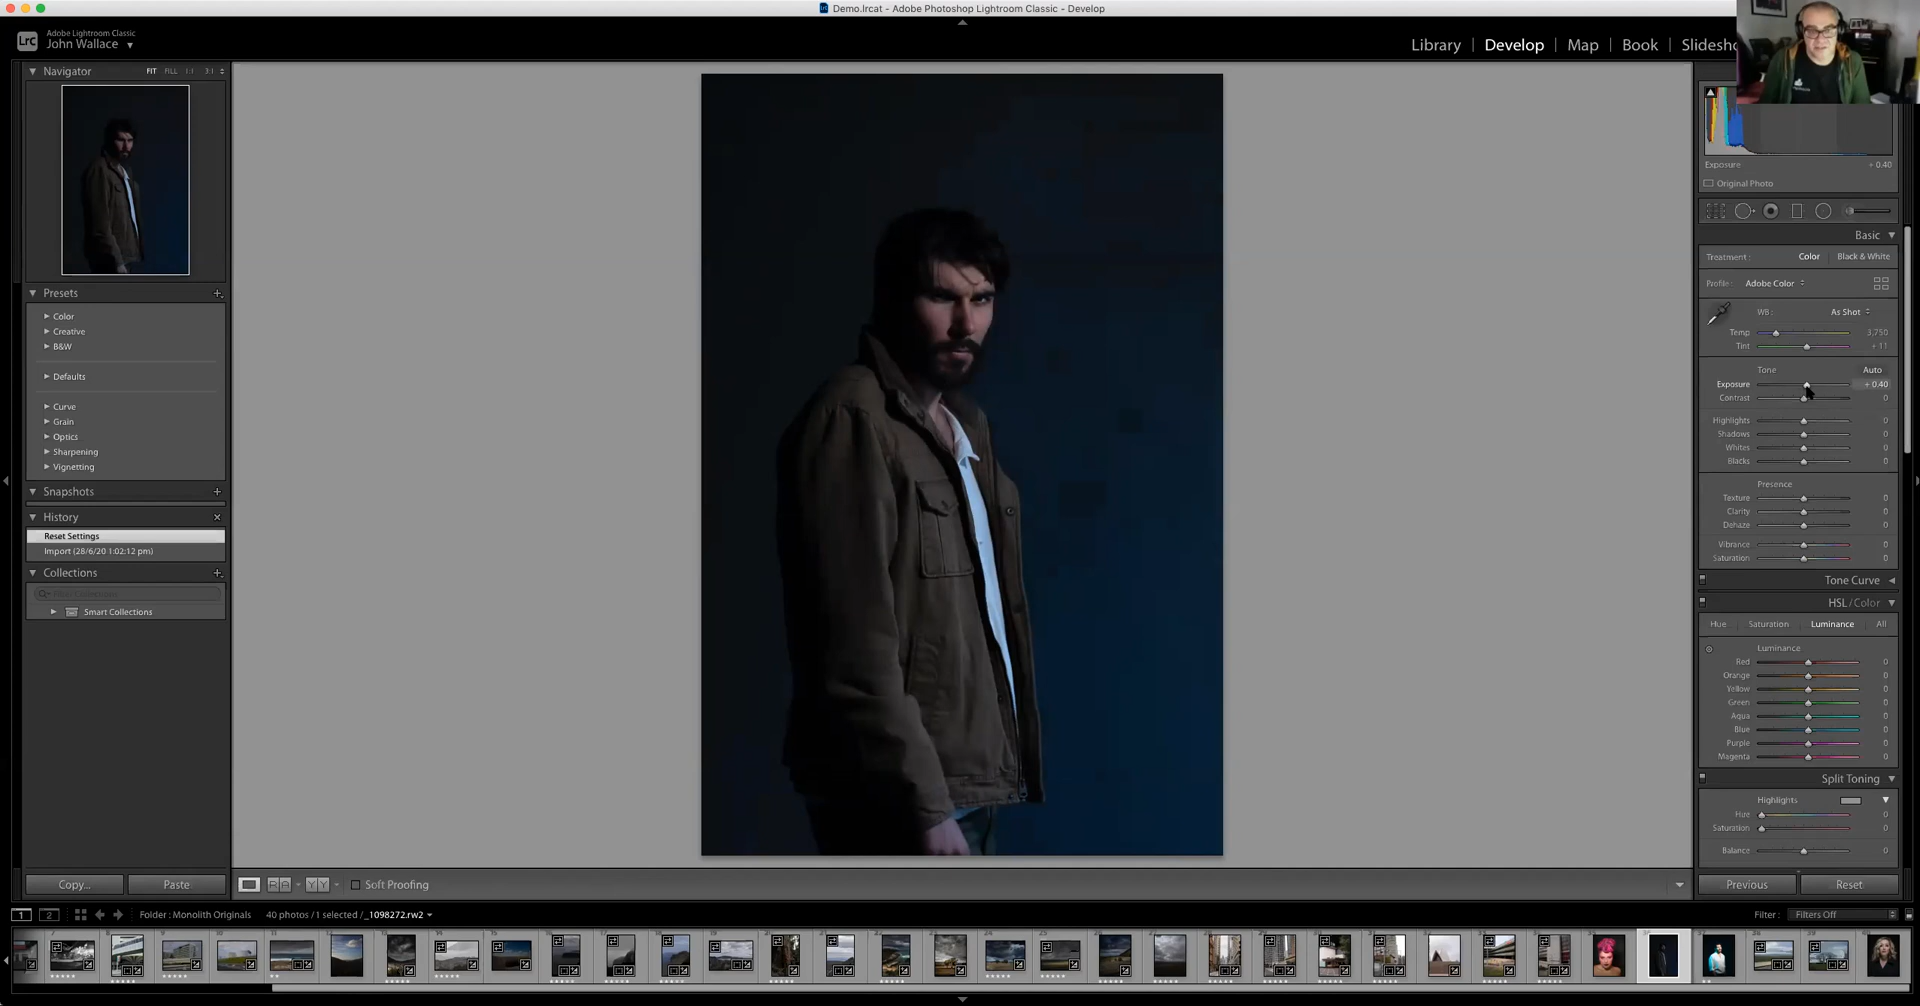 Demo.lrcat - Adobe Photoshop Lightroom Classic - Develop
LrC
Adobe Lightroom Classic
John Wallace
Library | Develop | Map | Book | Slidesho
Navigator FIT FILL 1:1 3:1
Presets
Color
Creative
B&W
Defaults
Curve
Grain
Optics
Sharpening
Vignetting
Snapshots
History
Reset Settings
Import (28/6/20 1:02:12 pm)
Collections
Smart Collections
Copy... Paste
Soft Proofing
Exposure + 0.40
Original Photo
Basic
Treatment : Color Black & White
Profile : Adobe Color
WB : As Shot
Temp 3,750
Tint + 11
Tone Auto
Exposure + 0.40
Contrast 0
Highlights 0
Shadows 0
Whites 0
Blacks 0
Presence
Texture 0
Clarity 0
Dehaze 0
Vibrance 0
Saturation 0
Tone Curve
HSL / Color
Hue Saturation Luminance All
Luminance
Red 0
Orange 0
Yellow 0
Green 0
Aqua 0
Blue 0
Purple 0
Magenta 0
Split Toning
Highlights
Hue 0
Saturation 0
Balance 0
Previous Reset
1 2 Folder : Monolith Originals 40 photos / 1 selected / _1098272.rw2 Filter : Filters Off